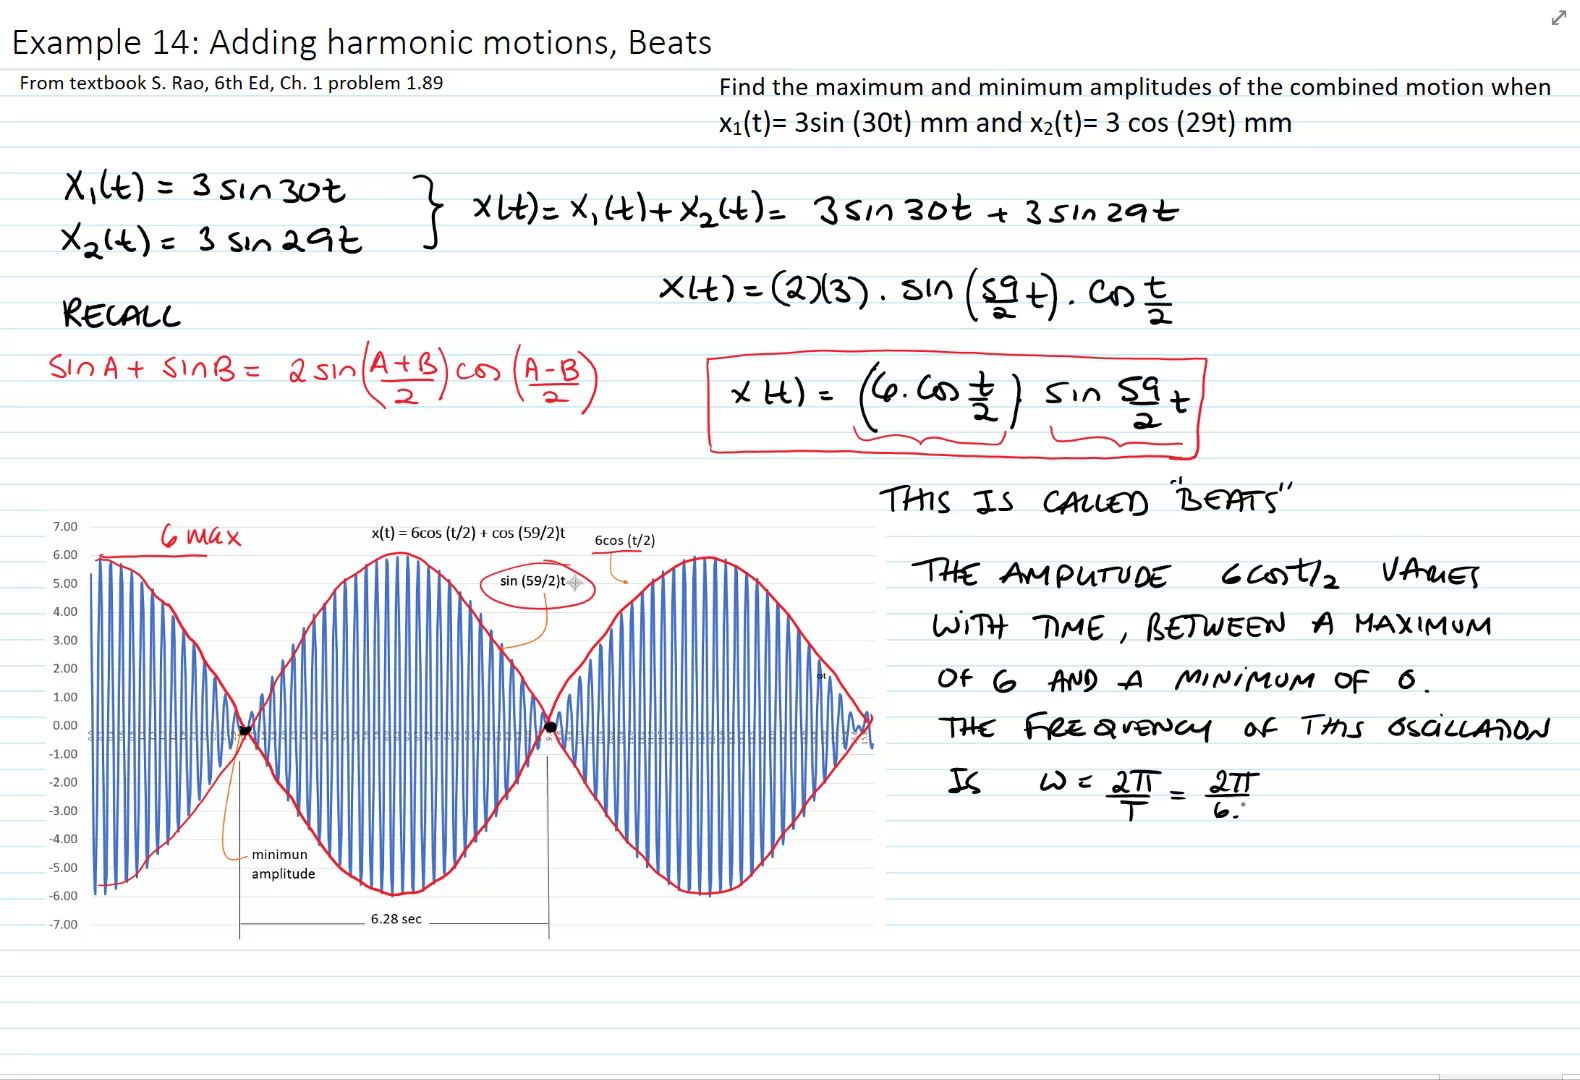 Example 14: Adding harmonic motions, Beats
From textbook S. Rao, 6th Ed, Ch. 1 problem 1.89
Find the maximum and minimum amplitudes of the combined motion when
x₁(t)= 3sin (30t) mm and x₂(t)= 3 cos (29t) mm
X₁(t) = 3 sin 30t
X₂(t) = 3 sin 29t
x(t) = x₁(t) + x₂(t) = 3 sin 30t + 3 sin 29t
x(t) = (2)(3) . sin (59/2 t) . cos t/2
RECALL
sin A + sin B = 2 sin (A+B/2) cos (A-B/2)
x(t) = (6. cos t/2) sin 59/2 t
THIS IS CALLED "BEATS"
THE AMPLITUDE 6 cos t/2 VARIES
WITH TIME, BETWEEN A MAXIMUM
OF 6 AND A MINIMUM OF 0.
THE FREQUENCY OF THIS OSCILLATION
IS ω = 2π/T = 2π/6.
7.00
6.00
5.00
4.00
3.00
2.00
1.00
0.00
-1.00
-2.00
-3.00
-4.00
-5.00
-6.00
-7.00
6 max
x(t) = 6cos (t/2) + cos (59/2)t
6cos (t/2)
sin (59/2)t
minimun
amplitude
6.28 sec